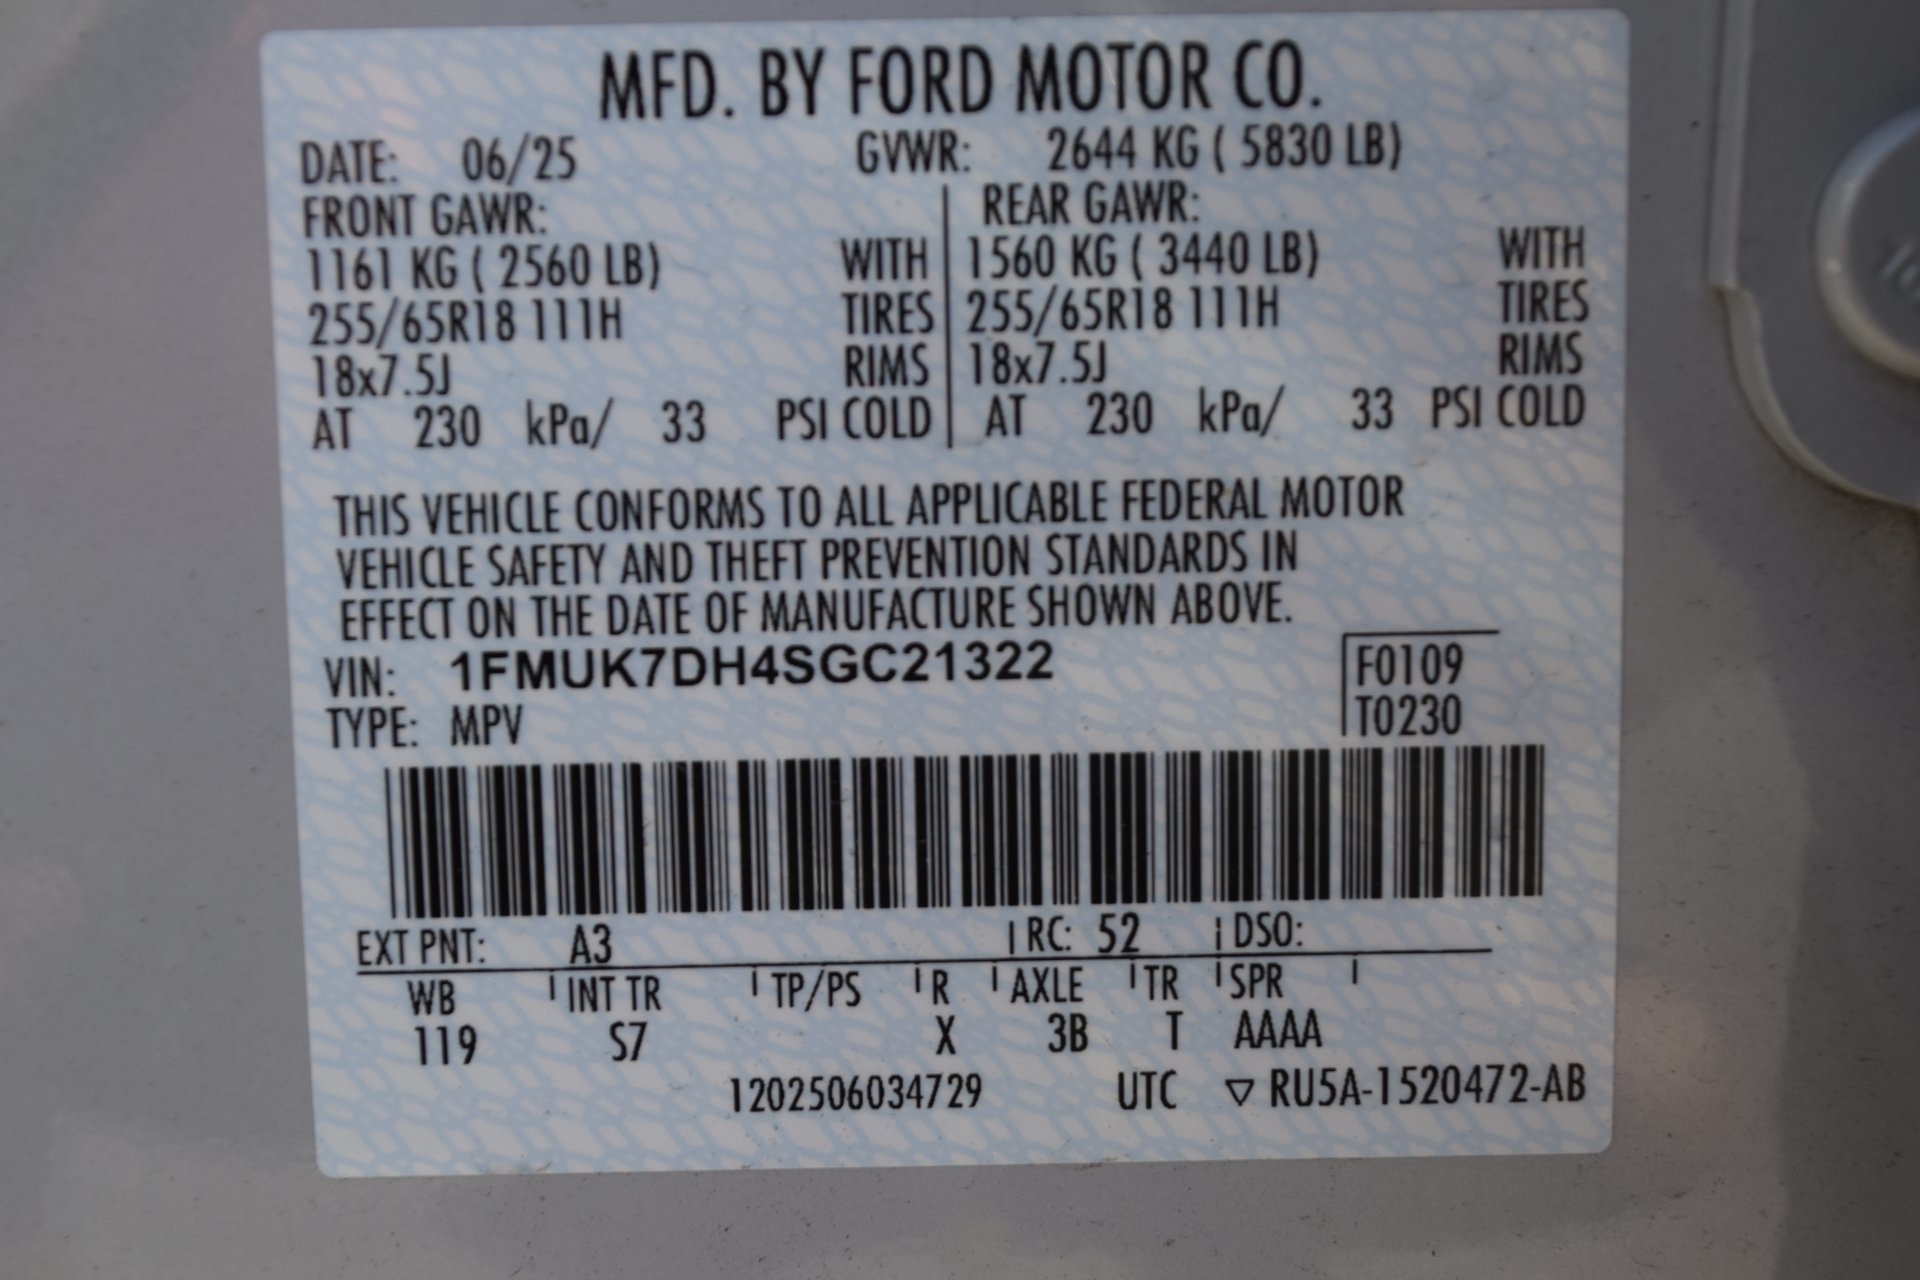 MFD. BY FORD MOTOR CO.
DATE: 06/25 GVWR: 2644 KG ( 5830 LB)
FRONT GAWR: REAR GAWR:
1161 KG ( 2560 LB) WITH 1560 KG ( 3440 LB) WITH
255/65R18 111H TIRES 255/65R18 111H TIRES
18x7.5J RIMS 18x7.5J RIMS
AT 230 kPa/ 33 PSI COLD AT 230 kPa/ 33 PSI COLD
THIS VEHICLE CONFORMS TO ALL APPLICABLE FEDERAL MOTOR
VEHICLE SAFETY AND THEFT PREVENTION STANDARDS IN
EFFECT ON THE DATE OF MANUFACTURE SHOWN ABOVE.
VIN: 1FMUK7DH4SGC21322 F0109
TYPE: MPV T0230
EXT PNT: A3 RC: 52 DSO:
WB INT TR TP/PS R AXLE TR SPR
119 S7 X 3B T AAAA
1202506034729 UTC ▽ RU5A-1520472-AB